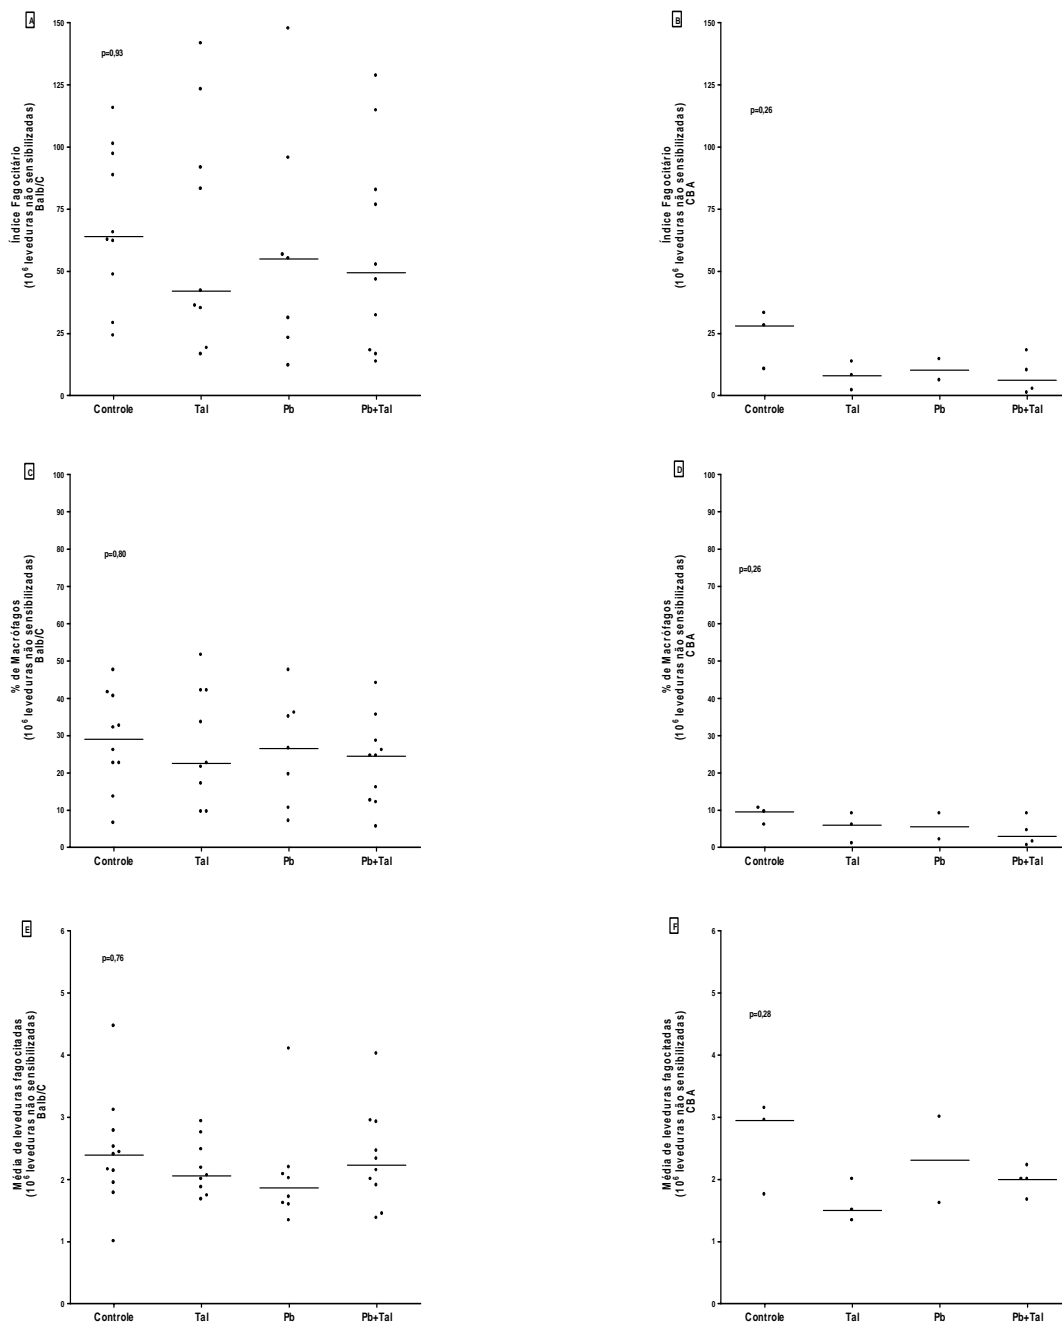 A
p=0,93
Índice Fagocitário
(10⁶ leveduras não sensibilizadas)
Balb/C
150
125
100
75
50
25
0
Controle Tal Pb Pb+Tal
B
p=0,26
Índice Fagocitário
(10⁶ leveduras não sensibilizadas)
CBA
150
125
100
75
50
25
0
Controle Tal Pb Pb+Tal
C
p=0,80
% de Macrófagos
(10⁶ leveduras não sensibilizadas)
Balb/C
100
90
80
70
60
50
40
30
20
10
0
Controle Tal Pb Pb+Tal
D
p=0,26
% de Macrófagos
(10⁶ leveduras não sensibilizadas)
CBA
100
90
80
70
60
50
40
30
20
10
0
Controle Tal Pb Pb+Tal
E
p=0,76
Média de leveduras fagocitadas
(10⁶ leveduras não sensibilizadas)
Balb/C
6
5
4
3
2
1
0
Controle Tal Pb Pb+Tal
F
p=0,28
Média de leveduras fagocitadas
(10⁶ leveduras não sensibilizadas)
CBA
6
5
4
3
2
1
0
Controle Tal Pb Pb+Tal